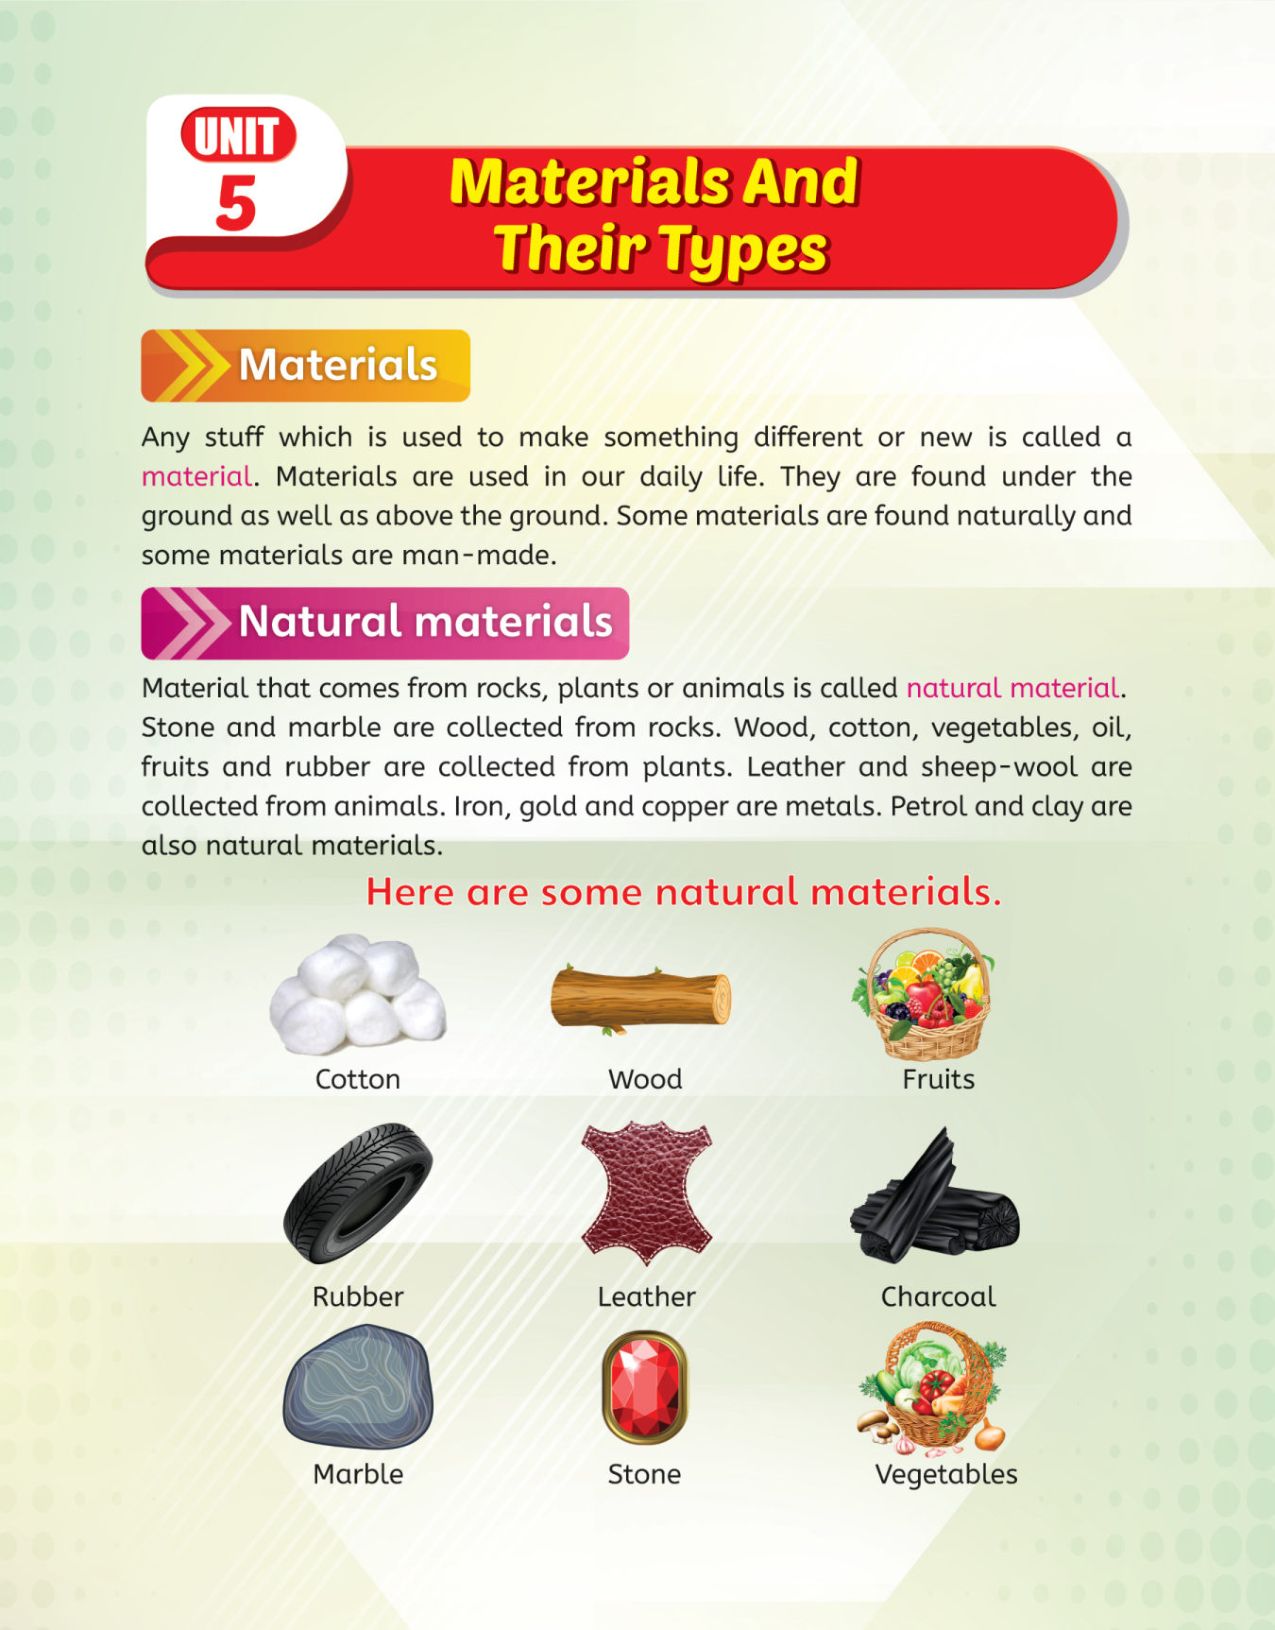 UNIT
5
Materials And
Their Types
Materials
Any stuff which is used to make something different or new is called a
material. Materials are used in our daily life. They are found under the
ground as well as above the ground. Some materials are found naturally and
some materials are man-made.
Natural materials
Material that comes from rocks, plants or animals is called natural material.
Stone and marble are collected from rocks. Wood, cotton, vegetables, oil,
fruits and rubber are collected from plants. Leather and sheep-wool are
collected from animals. Iron, gold and copper are metals. Petrol and clay are
also natural materials.
Here are some natural materials.
Cotton
Wood
Fruits
Rubber
Leather
Charcoal
Marble
Stone
Vegetables